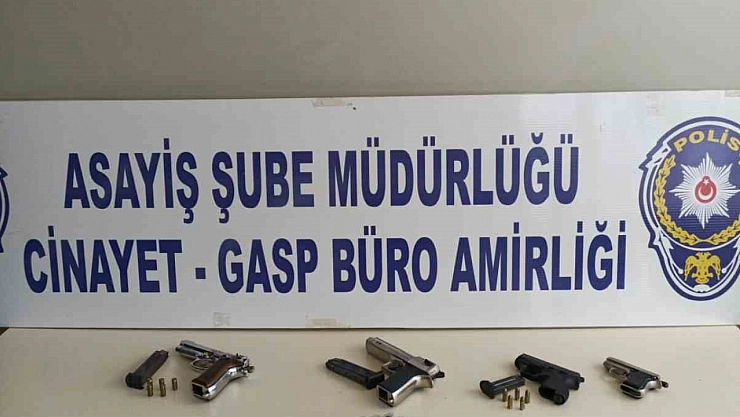 ASAYİŞ ŞUBE MÜDÜRLÜĞÜ
CİNAYET - GASP BÜRO AMİRLİĞİ
POLİS